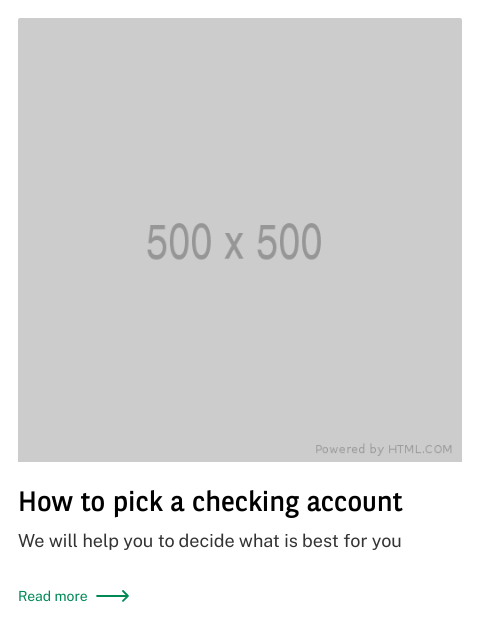 500 x 500
Powered by HTML.COM
How to pick a checking account
We will help you to decide what is best for you
Read more